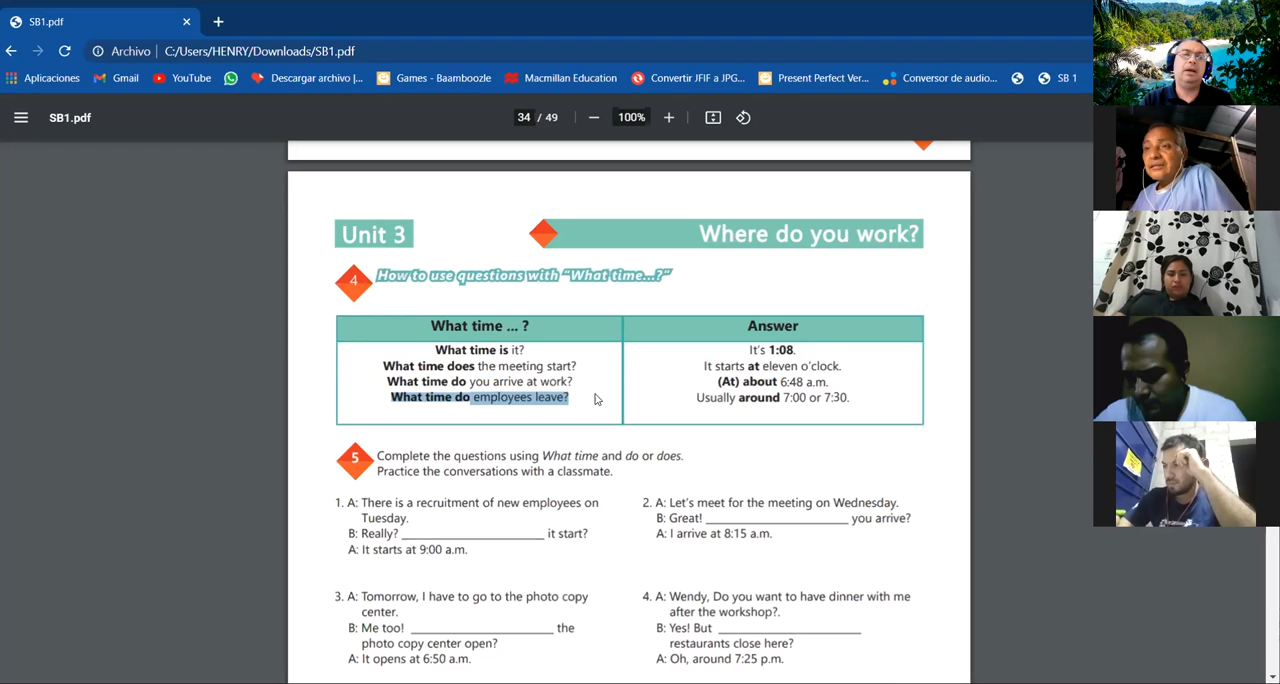 SB1.pdf
Archivo | C:/Users/HENRY/Downloads/SB1.pdf
Aplicaciones Gmail YouTube Descargar archivo |... Games - Baamboozle Macmillan Education Convertir JFIF a JPG... Present Perfect Ver... Conversor de audio... SB 1
SB1.pdf 34 / 49 100%
Unit 3 Where do you work?
4 How to use questions with “What time...?”
What time ... ? Answer
What time is it? It's 1:08.
What time does the meeting start? It starts at eleven o'clock.
What time do you arrive at work? (At) about 6:48 a.m.
What time do employees leave? Usually around 7:00 or 7:30.
5 Complete the questions using What time and do or does.
Practice the conversations with a classmate.
1. A: There is a recruitment of new employees on
Tuesday.
B: Really? ____________________ it start?
A: It starts at 9:00 a.m.
2. A: Let's meet for the meeting on Wednesday.
B: Great! ____________________ you arrive?
A: I arrive at 8:15 a.m.
3. A: Tomorrow, I have to go to the photo copy
center.
B: Me too! ____________________ the
photo copy center open?
A: It opens at 6:50 a.m.
4. A: Wendy, Do you want to have dinner with me
after the workshop?.
B: Yes! But ____________________
restaurants close here?
A: Oh, around 7:25 p.m.